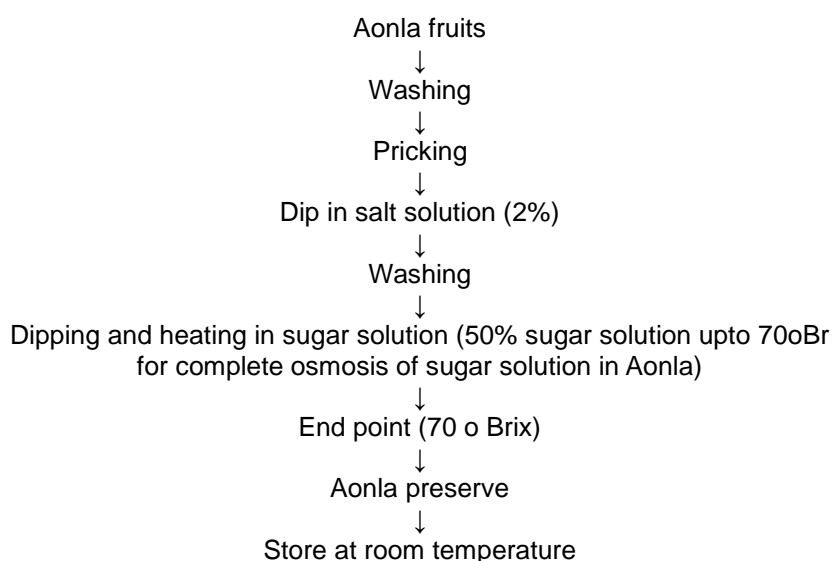 Aonla fruits
↓
Washing
↓
Pricking
↓
Dip in salt solution (2%)
↓
Washing
↓
Dipping and heating in sugar solution (50% sugar solution upto 70oBr
for complete osmosis of sugar solution in Aonla)
↓
End point (70 o Brix)
↓
Aonla preserve
↓
Store at room temperature